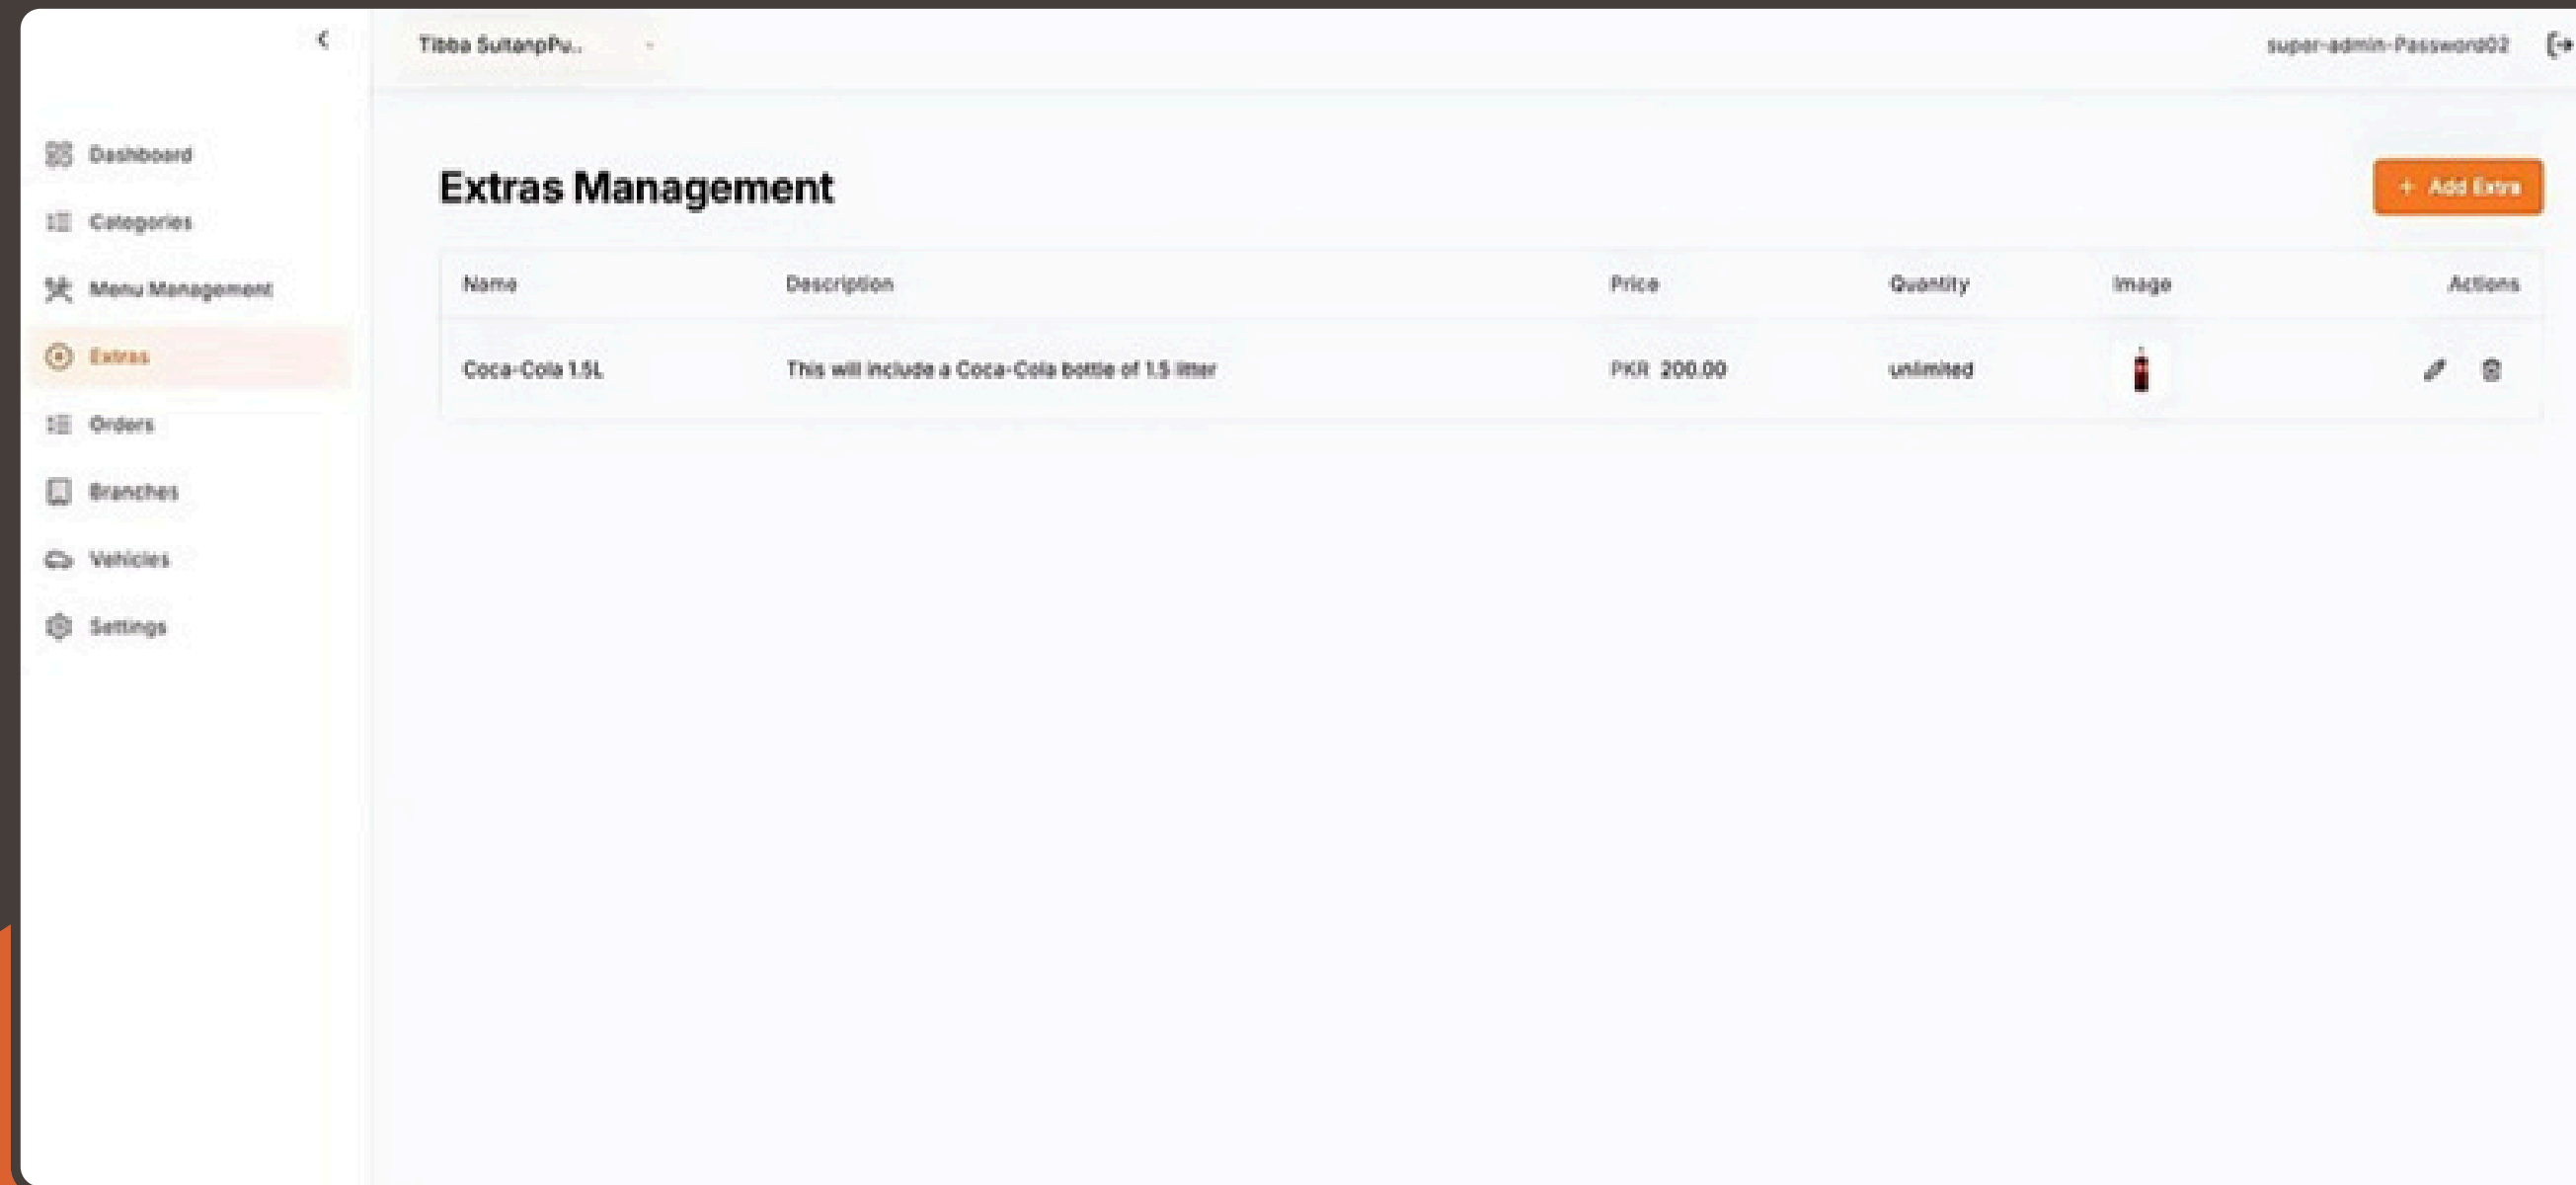 Tibba SultanpPu..
super-admin-Password02
Dashboard
Categories
Menu Management
Extras
Orders
Branches
Vehicles
Settings
Extras Management
+ Add Extra
Name Description Price Quantity Image Actions
Coca-Cola 1.5L This will include a Coca-Cola bottle of 1.5 litter PKR 200.00 unlimited